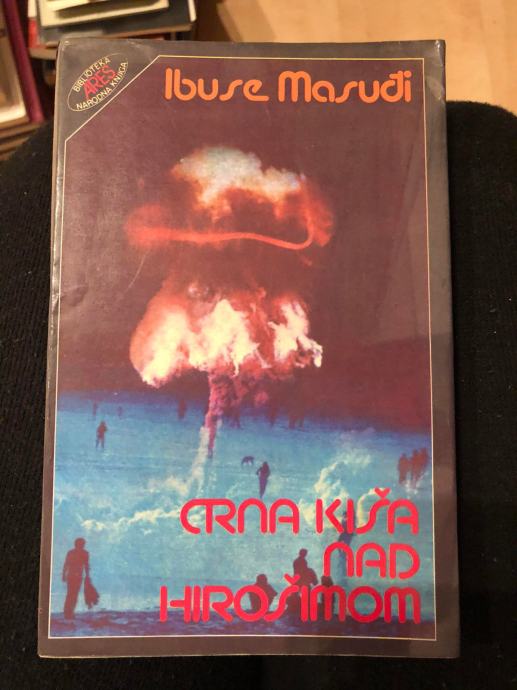 BIBLIOTEKA
ARES
NARODNA KNJIGA
Ibuse Masuđi
CRNA KIŠA
NAD
HIROŠIMOM